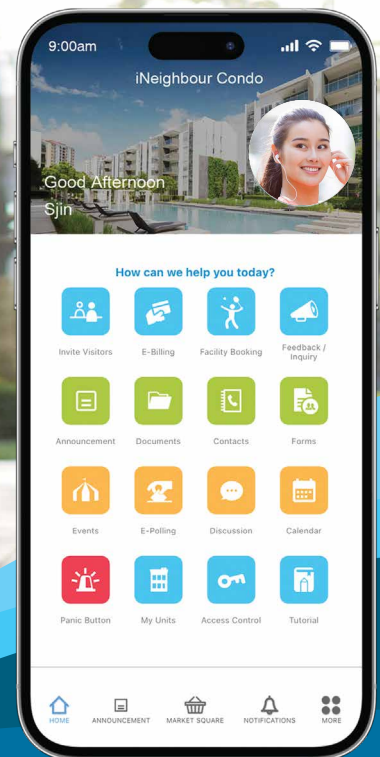 9:00am
iNeighbour Condo
Good Afternoon
Sjin
How can we help you today?
Invite Visitors
E-Billing
Facility Booking
Feedback /
Inquiry
Announcement
Documents
Contacts
Forms
Events
E-Polling
Discussion
Calendar
Panic Button
My Units
Access Control
Tutorial
HOME
ANNOUNCEMENT
MARKET SQUARE
NOTIFICATIONS
MORE